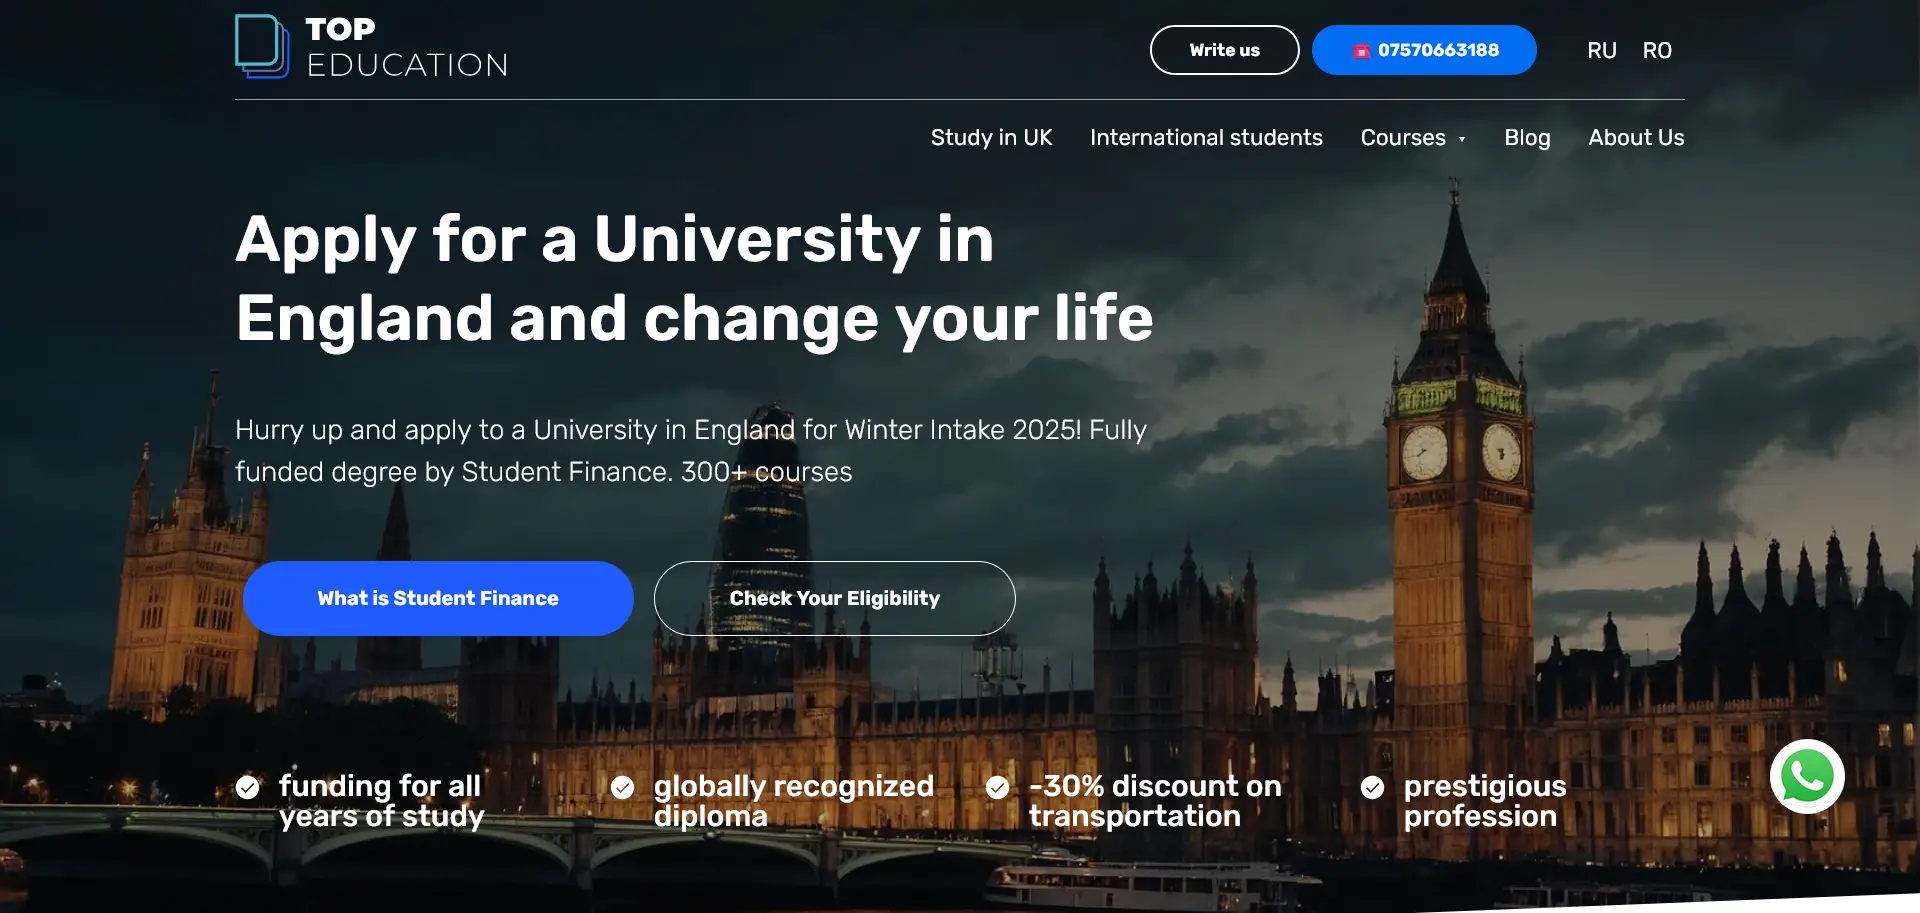 TOP
EDUCATION
Write us
07570663188
RU
RO
Study in UK
International students
Courses
Blog
About Us
Apply for a University in
England and change your life
Hurry up and apply to a University in England for Winter Intake 2025! Fully
funded degree by Student Finance. 300+ courses
What is Student Finance
Check Your Eligibility
funding for all
years of study
globally recognized
diploma
-30% discount on
transportation
prestigious
profession